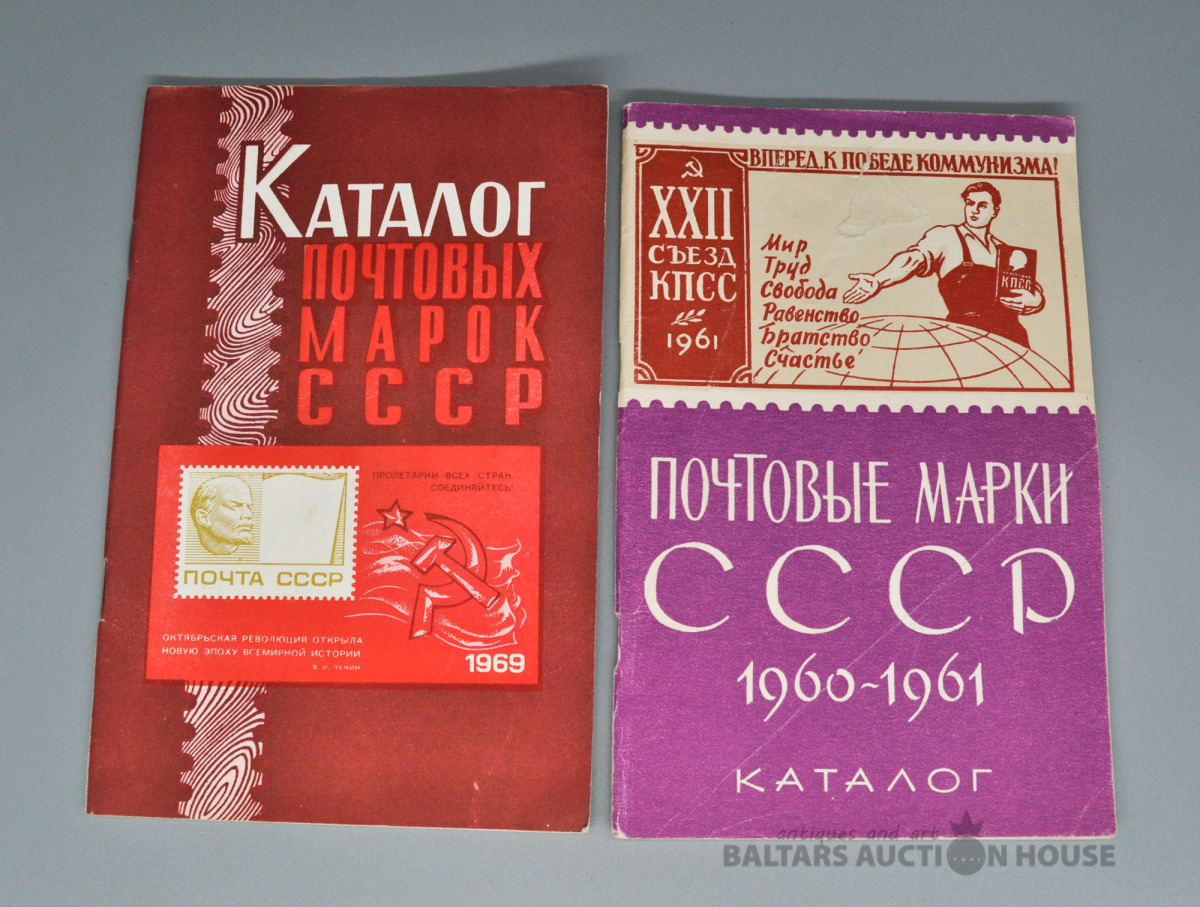 КАТАЛОГ
ПОЧТОВЫХ
МАРОК
СССР
ПРОЛЕТАРИИ ВСЕХ СТРАН,
СОЕДИНЯЙТЕСЬ!
ПОЧТА СССР
ОКТЯБРЬСКАЯ РЕВОЛЮЦИЯ ОТКРЫЛА
НОВУЮ ЭПОХУ ВСЕМИРНОЙ ИСТОРИИ
В. И. ЛЕНИН
1969
ВПЕРЕД, К ПОБЕДЕ КОММУНИЗМА!
XXII
СЪЕЗД
КПСС
1961
Мир
Труд
Свобода
Равенство
Братство
Счастье
КПСС
ПОЧТОВЫЕ МАРКИ
СССР
1960-1961
КАТАЛОГ
antiques and art
BALTARS AUCTION HOUSE